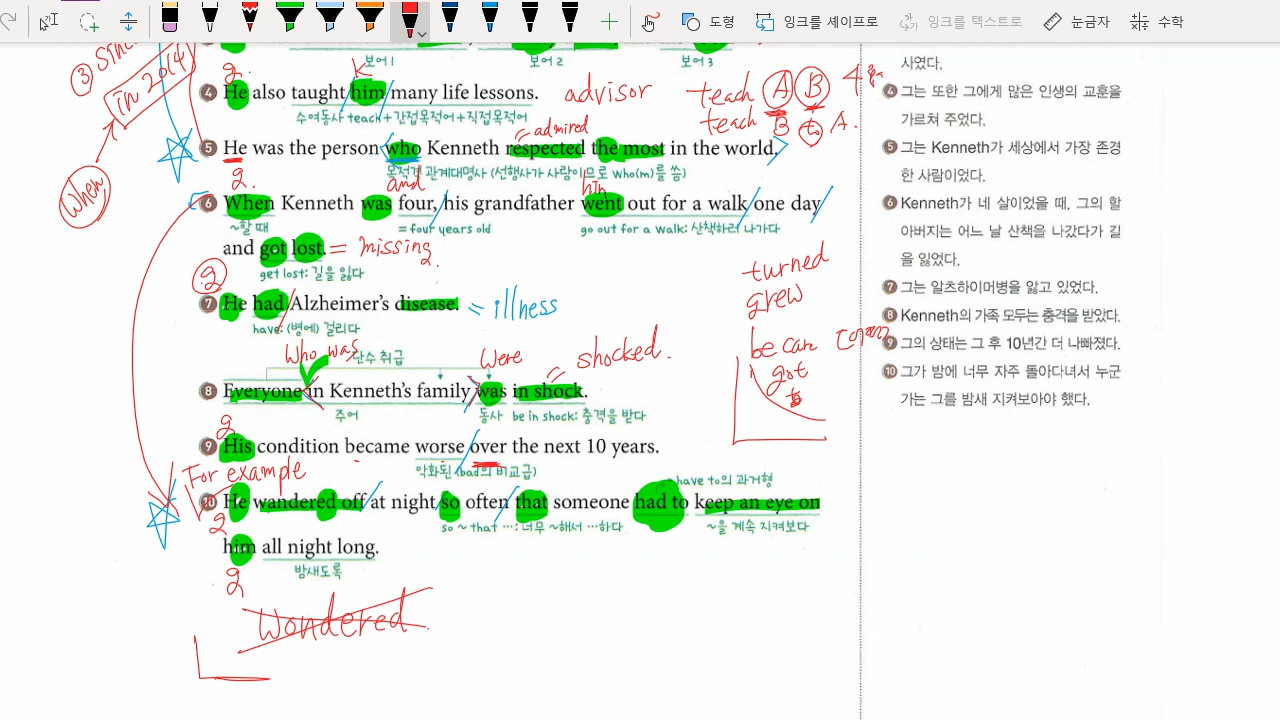 도형 잉크를 셰이프로 잉크를 텍스트로 눈금자 수학
보어 1 보어 2 보어 3
③ since
in 2014
When
g. K
④ He also taught him many life lessons. advisor
수여동사 teach + 간접목적어 + 직접목적어
teach A B 4
teach B to A.
= admired
⑤ He was the person who Kenneth respected the most in the world.
목적격 관계대명사 (선행사가 사람이므로 who(m)를 씀)
g. and him
⑥ When Kenneth was four, his grandfather went out for a walk one day
~할 때 = four years old go out for a walk: 산책하러 나가다
and got lost. = missing
get lost: 길을 잃다
g
⑦ He had Alzheimer's disease. = illness
have: (병에) 걸리다
turned
grew
got
who was 단수 취급 were = shocked.
⑧ Everyone in Kenneth's family was in shock.
주어 동사 be in shock: 충격을 받다
g
⑨ His condition became worse over the next 10 years.
악화된 (bad의 비교급)
For example
have to의 과거형
⑩ He wandered off at night so often that someone had to keep an eye on
so ~ that …: 너무 ~해서 …하다 ~을 계속 지켜보다
g
him all night long.
밤새도록
g
Wondered
사였다.
④ 그는 또한 그에게 많은 인생의 교훈을
가르쳐 주었다.
⑤ 그는 Kenneth가 세상에서 가장 존경
한 사람이었다.
⑥ Kenneth가 네 살이었을 때, 그의 할
아버지는 어느 날 산책을 나갔다가 길
을 잃었다.
⑦ 그는 알츠하이머병을 앓고 있었다.
⑧ Kenneth의 가족 모두는 충격을 받았다.
⑨ 그의 상태는 그 후 10년간 더 나빠졌다.
⑩ 그가 밤에 너무 자주 돌아다녀서 누군
가는 그를 밤새 지켜보아야 했다.